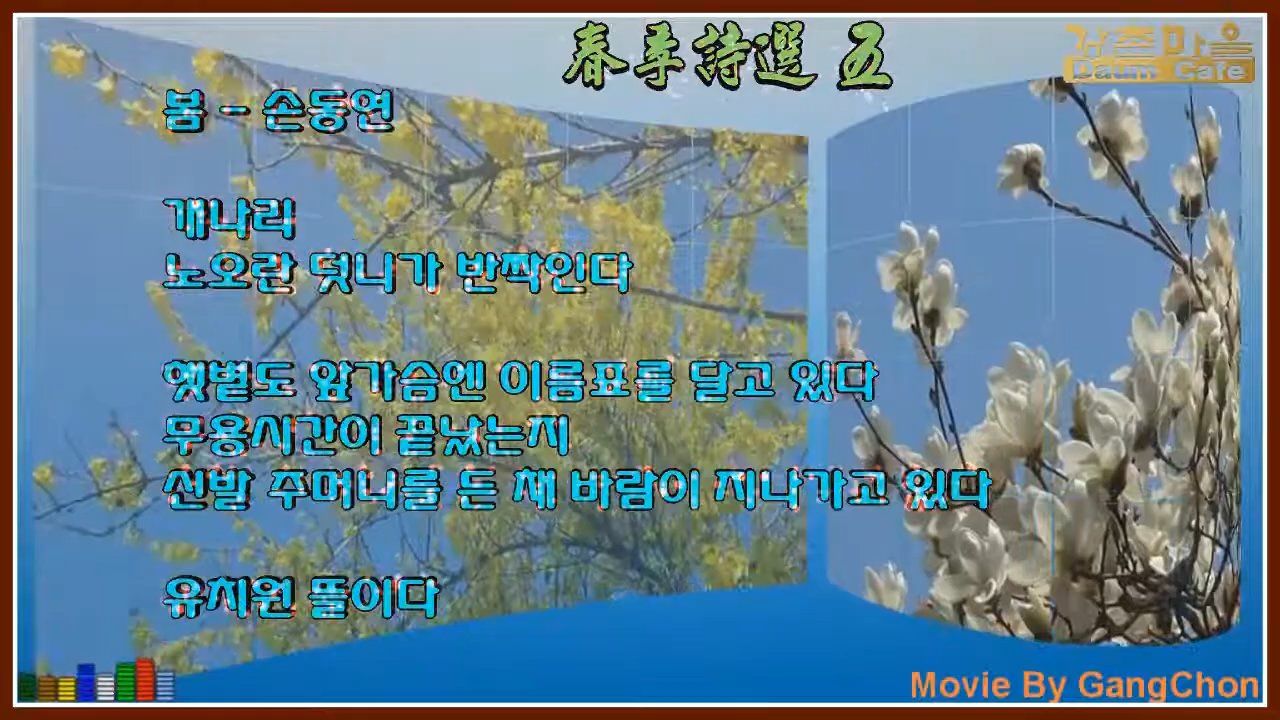 春季詩選 五
검촌마을
Daum Cafe
봄 - 손동연
개나리
노오란 덧니가 반짝인다
햇볕도 앞가슴엔 이름표를 달고 있다
무용시간이 끝났는지
신발 주머니를 든 채 바람이 지나가고 있다
유치원 뜰이다
Movie By GangChon